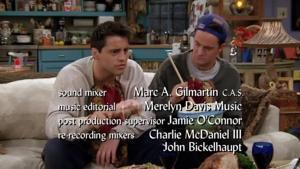 sound mixer Marc A. Gilmartin C.A.S.
music editorial Merelyn Davis Music
post production supervisor Jamie O'Connor
re-recording mixers Charlie McDaniel III
John Bickelhaupt